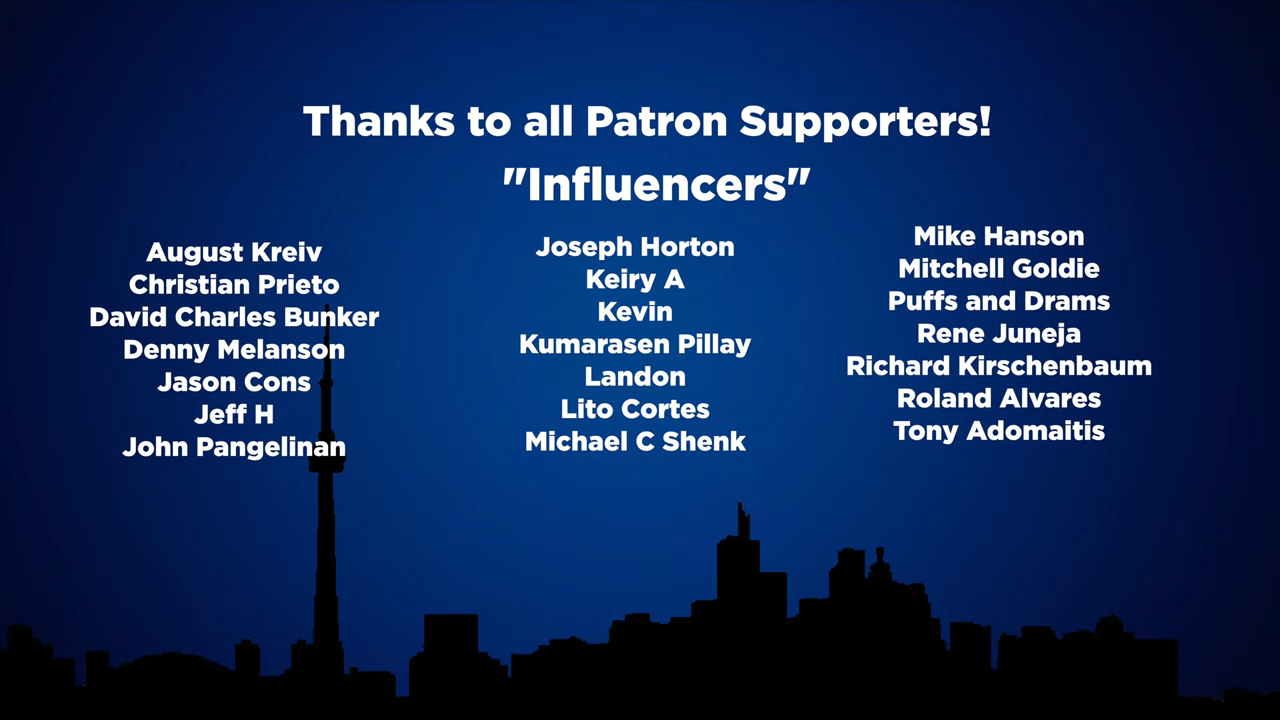 Thanks to all Patron Supporters!
"Influencers"
August Kreiv
Christian Prieto
David Charles Bunker
Denny Melanson
Jason Cons
Jeff H
John Pangelinan
Joseph Horton
Keiry A
Kevin
Kumarasen Pillay
Landon
Lito Cortes
Michael C Shenk
Mike Hanson
Mitchell Goldie
Puffs and Drams
Rene Juneja
Richard Kirschenbaum
Roland Alvares
Tony Adomaitis